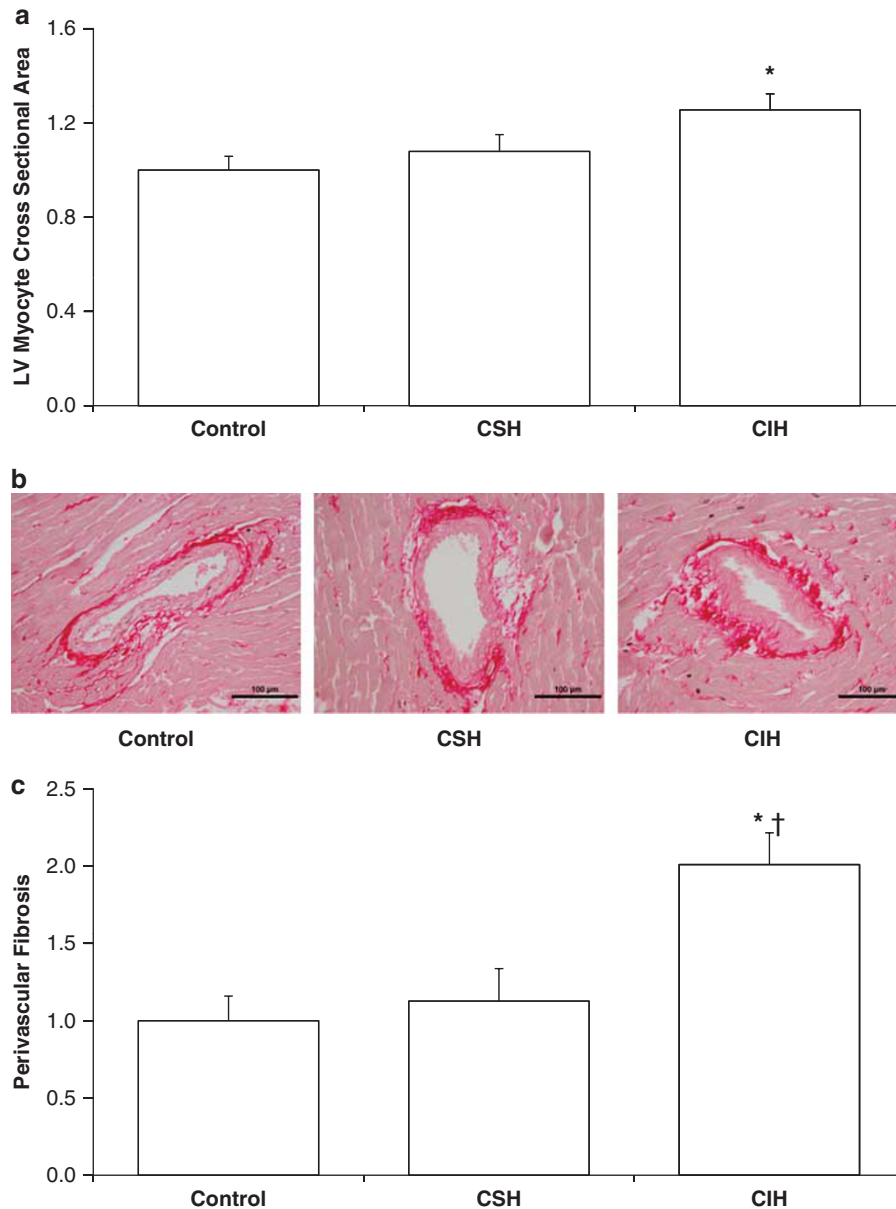 a
LV Myocyte Cross Sectional Area
1.6
1.2
0.8
0.4
0.0
*
Control
CSH
CIH
b
100 µm
100 µm
100 µm
Control
CSH
CIH
c
Perivascular Fibrosis
2.5
2.0
1.5
1.0
0.5
0.0
* †
Control
CSH
CIH